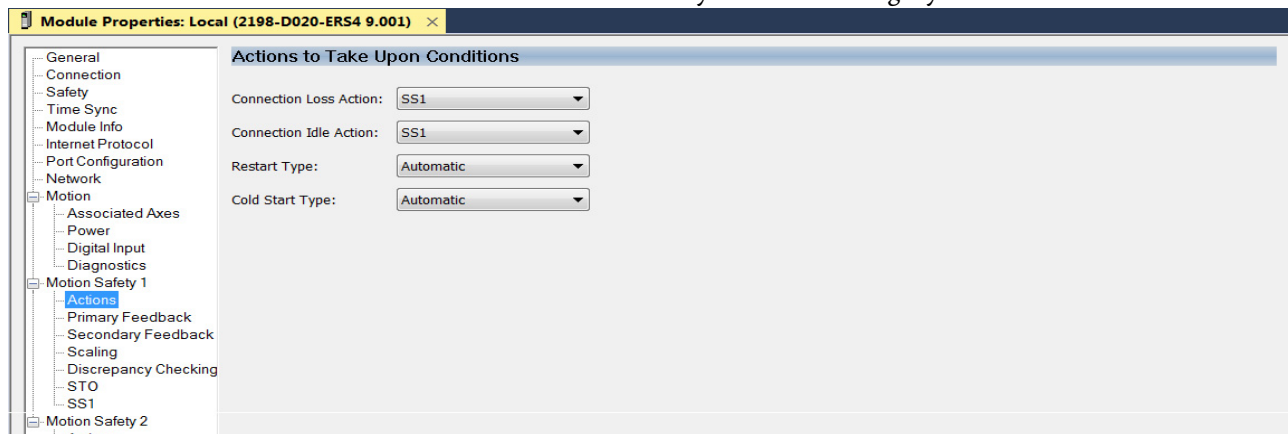 Module Properties: Local (2198-D020-ERS4 9.001) ×
General
Connection
Safety
Time Sync
Module Info
Internet Protocol
Port Configuration
Network
Motion
Associated Axes
Power
Digital Input
Diagnostics
Motion Safety 1
Actions
Primary Feedback
Secondary Feedback
Scaling
Discrepancy Checking
STO
SS1
Motion Safety 2
Actions to Take Upon Conditions
Connection Loss Action: SS1
Connection Idle Action: SS1
Restart Type: Automatic
Cold Start Type: Automatic